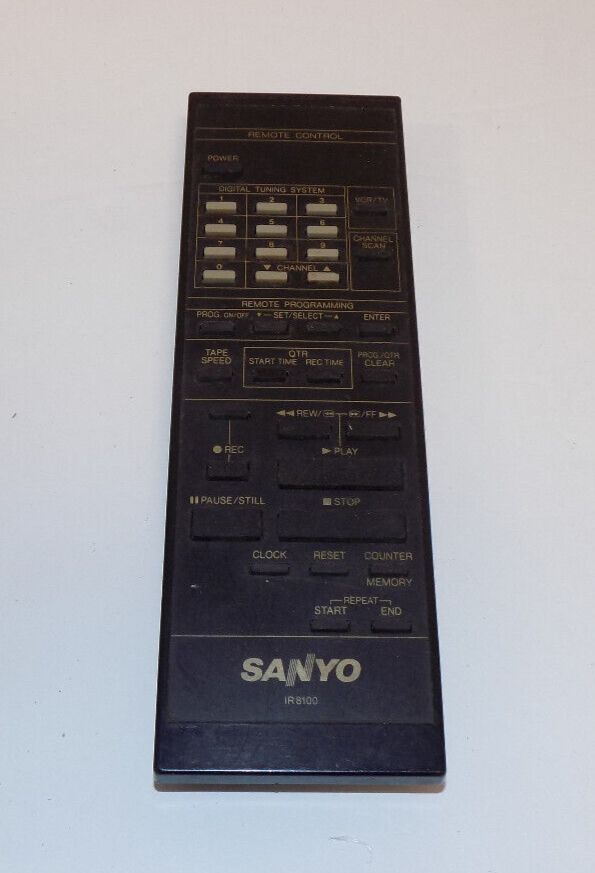 REMOTE CONTROL
POWER
DIGITAL TUNING SYSTEM
1 2 3 VCR/TV
4 5 6
7 8 9 CHANNEL SCAN
0 ▼ CHANNEL ▲
REMOTE PROGRAMMING
PROG. ON/OFF ▼ SET/SELECT ▲ ENTER
TAPE SPEED
QTR
START TIME REC TIME
PROG./QTR CLEAR
◀◀ REW/ /FF ▶▶
● REC ▶ PLAY
▮▮ PAUSE/STILL ■ STOP
CLOCK RESET COUNTER
MEMORY
REPEAT
START END
SANYO
IR 8100